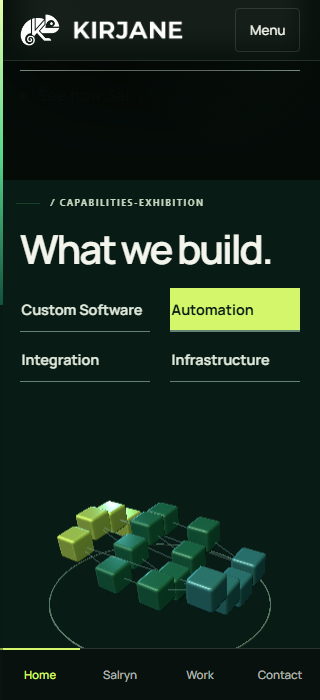 KIRJANE
Menu
/ CAPABILITIES-EXHIBITION
What we build.
Custom Software
Automation
Integration
Infrastructure
Home
Salryn
Work
Contact